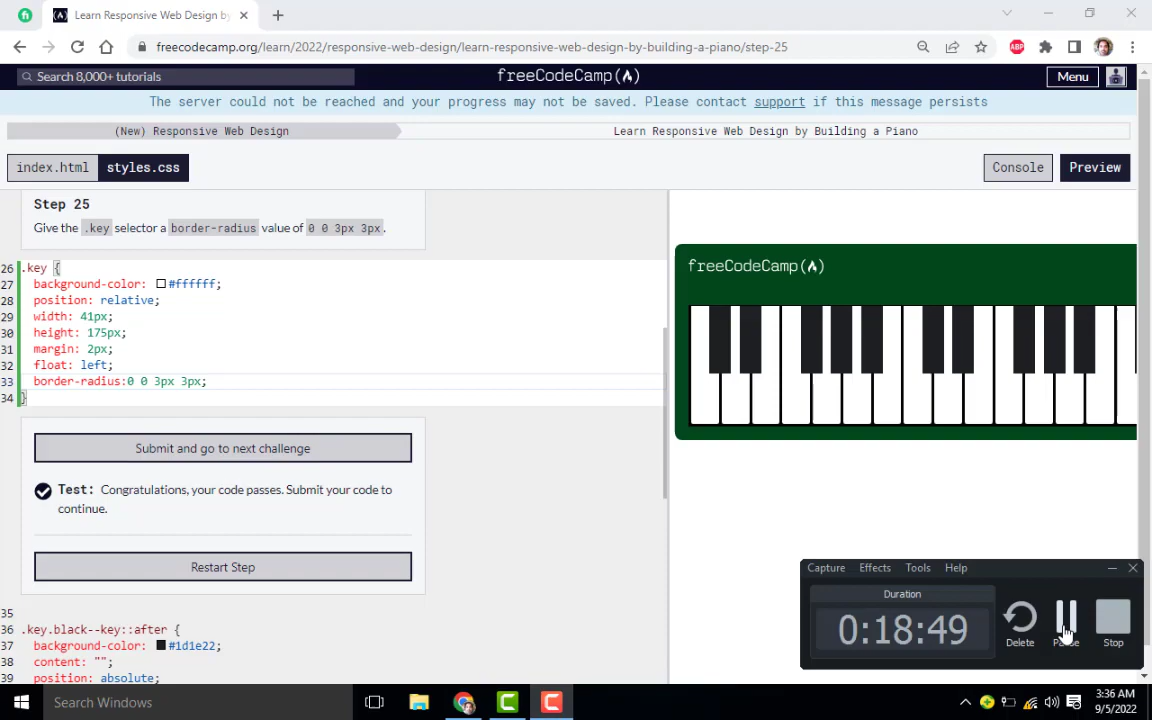 Learn Responsive Web Design by
freecodecamp.org/learn/2022/responsive-web-design/learn-responsive-web-design-by-building-a-piano/step-25
ABP
Search 8,000+ tutorials
freeCodeCamp
Menu
The server could not be reached and your progress may not be saved. Please contact support if this message persists
(New) Responsive Web Design
Learn Responsive Web Design by Building a Piano
index.html
styles.css
Console
Preview
Step 25
Give the .key selector a border-radius value of 0 0 3px 3px.
26 .key {
27 background-color: #ffffff;
28 position: relative;
29 width: 41px;
30 height: 175px;
31 margin: 2px;
32 float: left;
33 border-radius:0 0 3px 3px;
34 }
freeCodeCamp
Submit and go to next challenge
Test: Congratulations, your code passes. Submit your code to
continue.
Restart Step
35
36 .key.black--key::after {
37 background-color: #1d1e22;
38 content: "";
39 position: absolute;
Capture Effects Tools Help
Duration
0:18:49
Delete
Pause
Stop
Search Windows
3:36 AM
9/5/2022